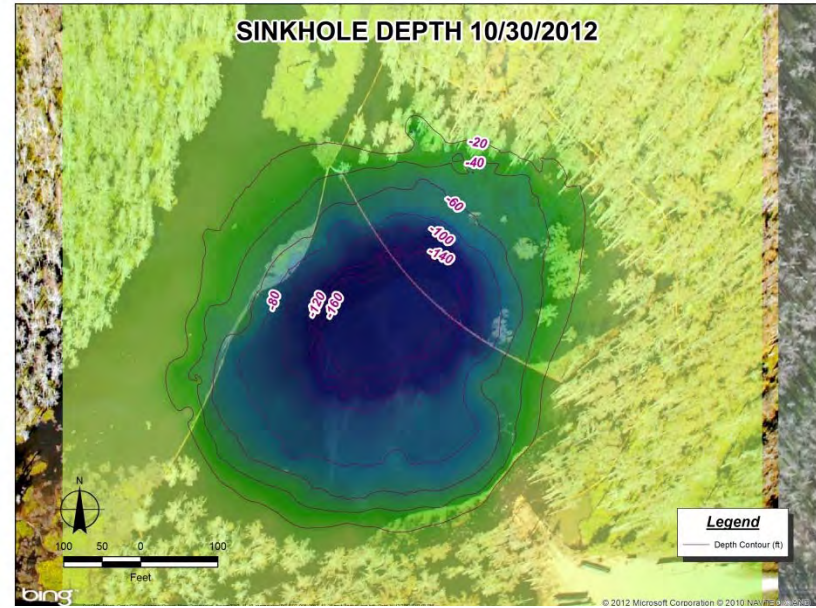 SINKHOLE DEPTH 10/30/2012
-20
-40
-60
-100
-140
-80
-120
-160
N
100 50 0 100
Feet
Legend
Depth Contour (ft)
bing
© 2012 Microsoft Corporation © 2010 NAVTEQ © AND